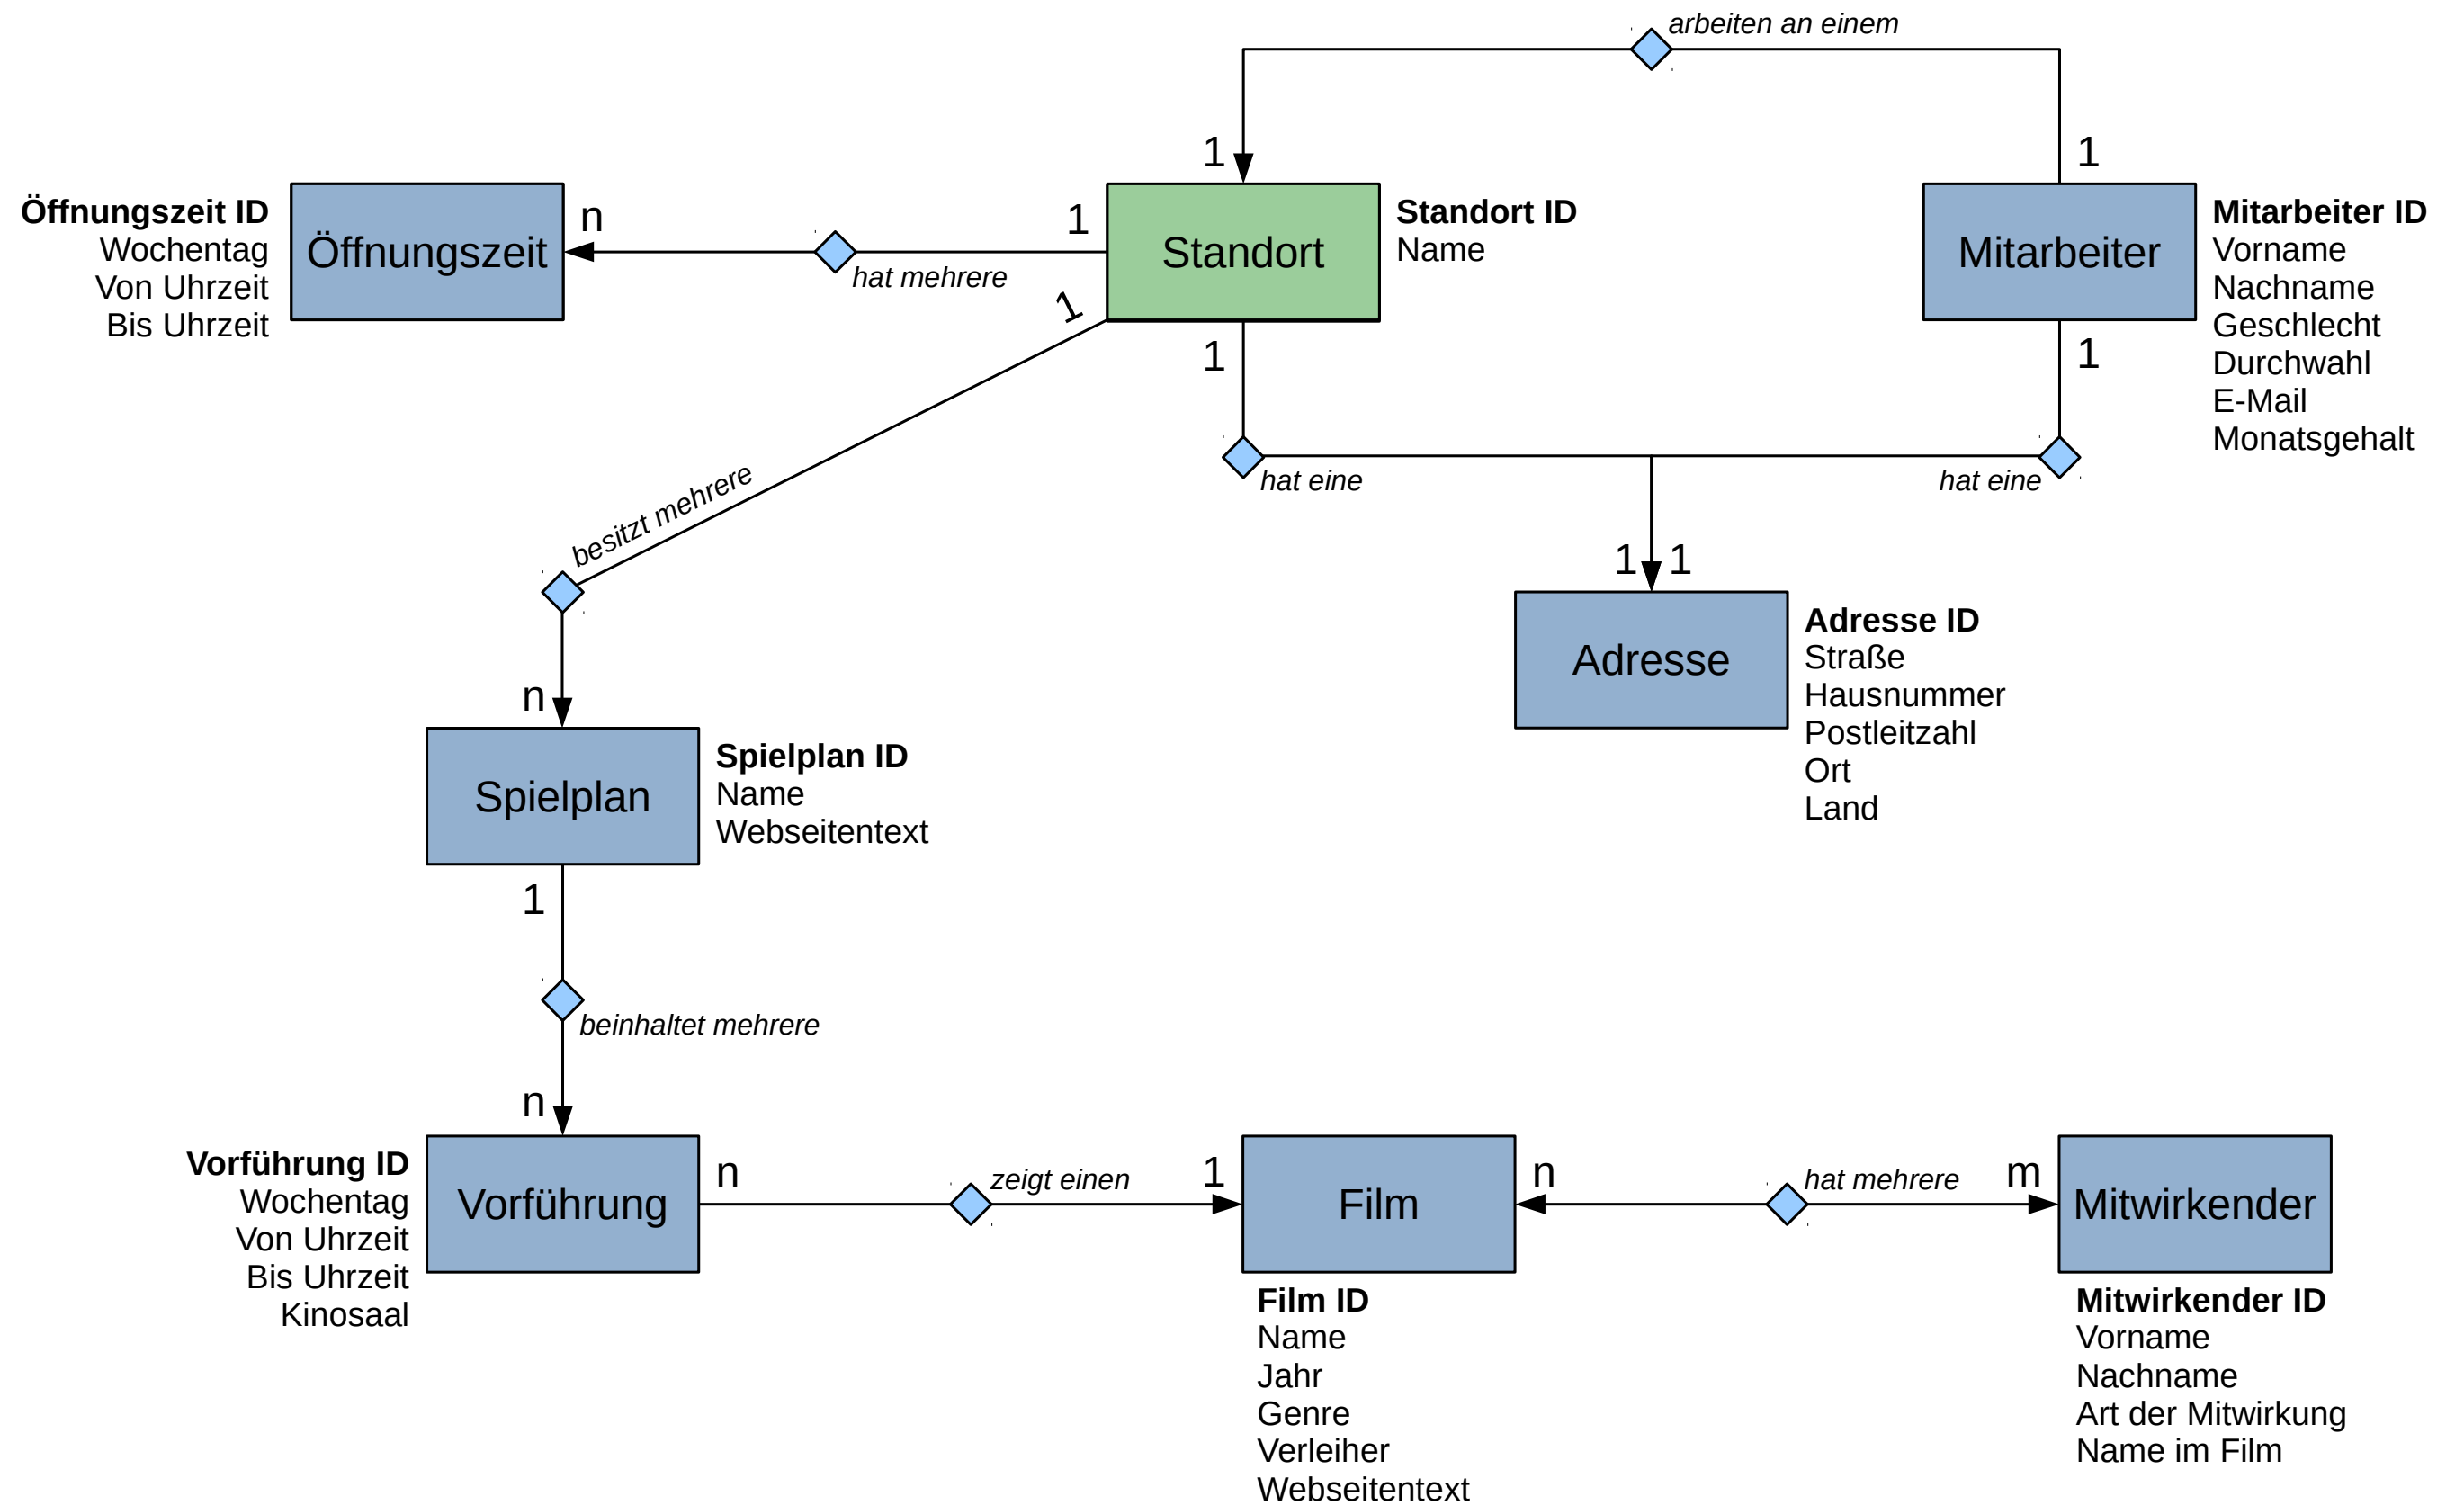 arbeiten an einem
1
1
Öffnungszeit ID
Wochentag
Von Uhrzeit
Bis Uhrzeit
Öffnungszeit
n
hat mehrere
1
Standort
Standort ID
Name
Mitarbeiter
Mitarbeiter ID
Vorname
Nachname
Geschlecht
Durchwahl
E-Mail
Monatsgehalt
1
1
1
hat eine
hat eine
besitzt mehrere
1
1
Adresse
Adresse ID
Straße
Hausnummer
Postleitzahl
Ort
Land
n
Spielplan
Spielplan ID
Name
Webseitentext
1
beinhaltet mehrere
n
Vorführung ID
Wochentag
Von Uhrzeit
Bis Uhrzeit
Kinosaal
Vorführung
n
zeigt einen
1
Film
n
hat mehrere
m
Mitwirkender
Film ID
Name
Jahr
Genre
Verleiher
Webseitentext
Mitwirkender ID
Vorname
Nachname
Art der Mitwirkung
Name im Film